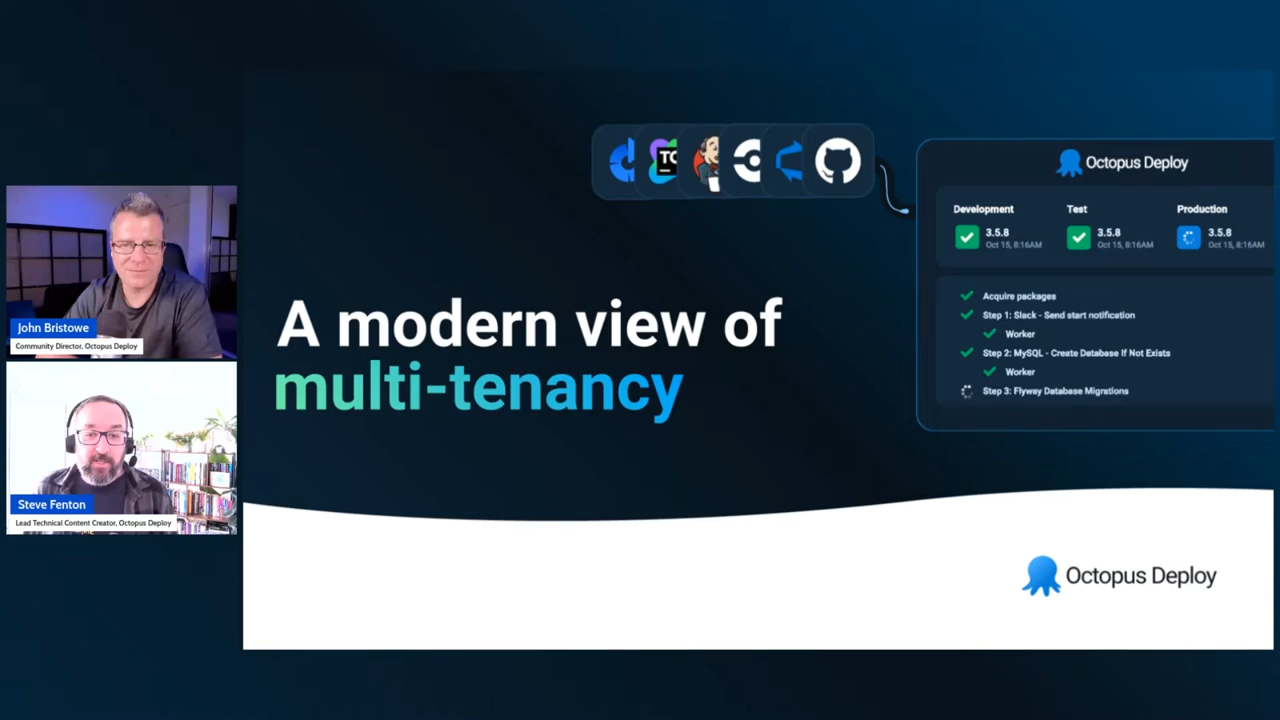 John Bristowe
Community Director, Octopus Deploy
Steve Fenton
Lead Technical Content Creator, Octopus Deploy
A modern view of
multi-tenancy
TC
Octopus Deploy
Development Test Production
3.5.8 3.5.8 3.5.8
Oct 15, 8:16AM Oct 15, 8:16AM Oct 15, 8:16AM
Acquire packages
Step 1: Slack - Send start notification
Worker
Step 2: MySQL - Create Database If Not Exists
Worker
Step 3: Flyway Database Migrations
Octopus Deploy